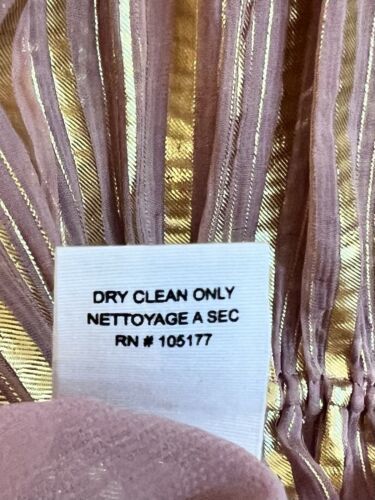 DRY CLEAN ONLY
NETTOYAGE A SEC
RN # 105177